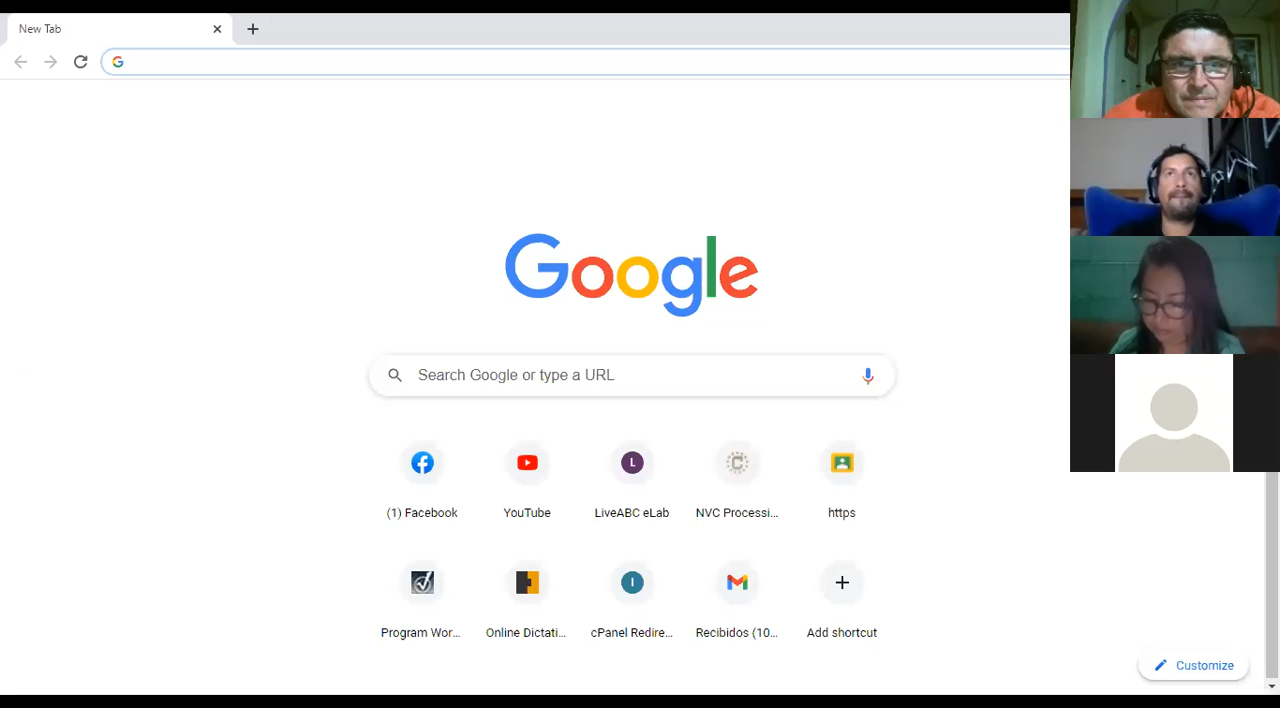 New Tab
Google
Search Google or type a URL
(1) Facebook
YouTube
LiveABC eLab
NVC Processi...
https
Program Wor...
Online Dictati...
cPanel Redire...
Recibidos (10...
Add shortcut
Customize